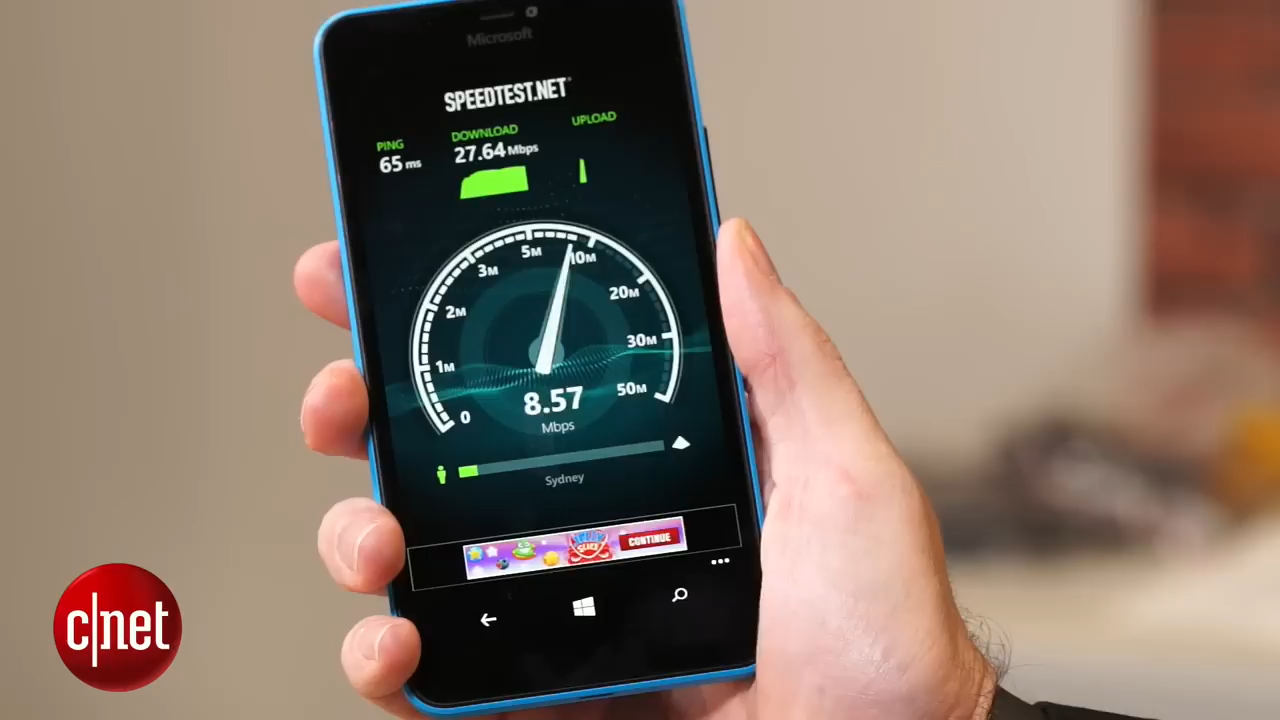 Microsoft
SPEEDTEST.NET
PING
65 ms
DOWNLOAD
27.64 Mbps
UPLOAD
0
1M
2M
3M
5M
10M
20M
30M
50M
8.57
Mbps
Sydney
CONTINUE
c|net